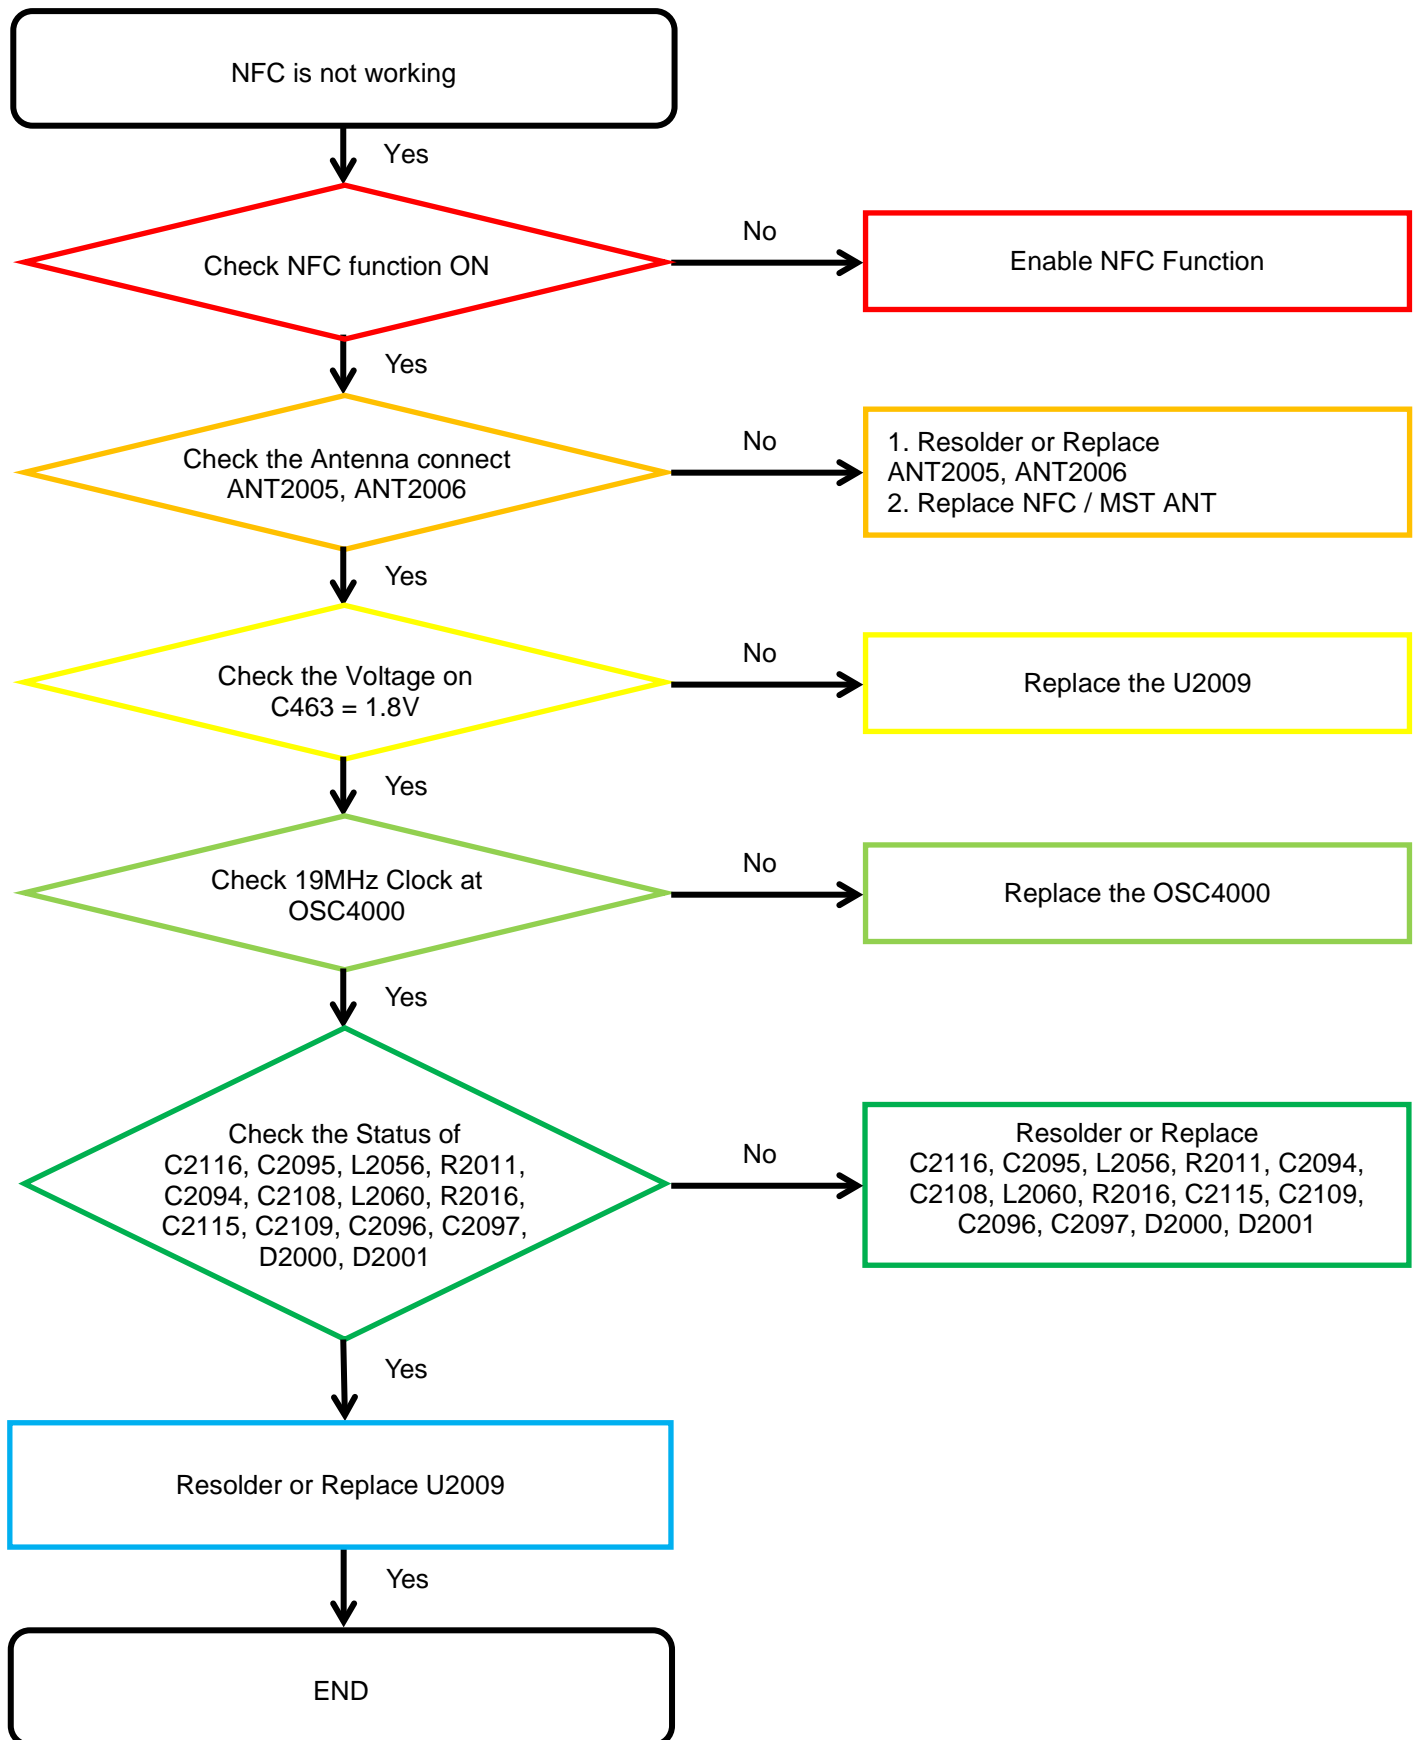 NFC is not working
Yes
Check NFC function ON
No
Enable NFC Function
Yes
Check the Antenna connect
ANT2005, ANT2006
No
1. Resolder or Replace
ANT2005, ANT2006
2. Replace NFC / MST ANT
Yes
Check the Voltage on
C463 = 1.8V
No
Replace the U2009
Yes
Check 19MHz Clock at
OSC4000
No
Replace the OSC4000
Yes
Check the Status of
C2116, C2095, L2056, R2011,
C2094, C2108, L2060, R2016,
C2115, C2109, C2096, C2097,
D2000, D2001
No
Resolder or Replace
C2116, C2095, L2056, R2011, C2094,
C2108, L2060, R2016, C2115, C2109,
C2096, C2097, D2000, D2001
Yes
Resolder or Replace U2009
Yes
END